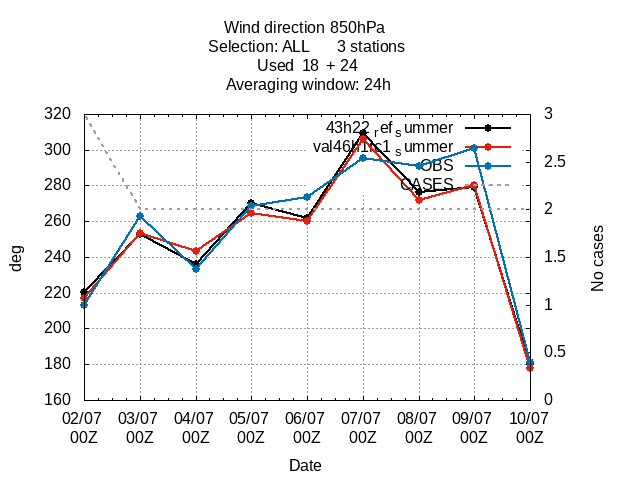 Wind direction 850hPa
Selection: ALL 3 stations
Used 18 + 24
Averaging window: 24h
320
300
280
260
240
220
200
180
160
deg
3
2.5
2
1.5
1
0.5
0
No cases
43h22refsummer
summer
OBS
CASES
02/07 03/07 04/07 05/07 06/07 07/07 08/07 09/07 10/07
00Z 00Z 00Z 00Z 00Z 00Z 00Z 00Z 00Z
Date